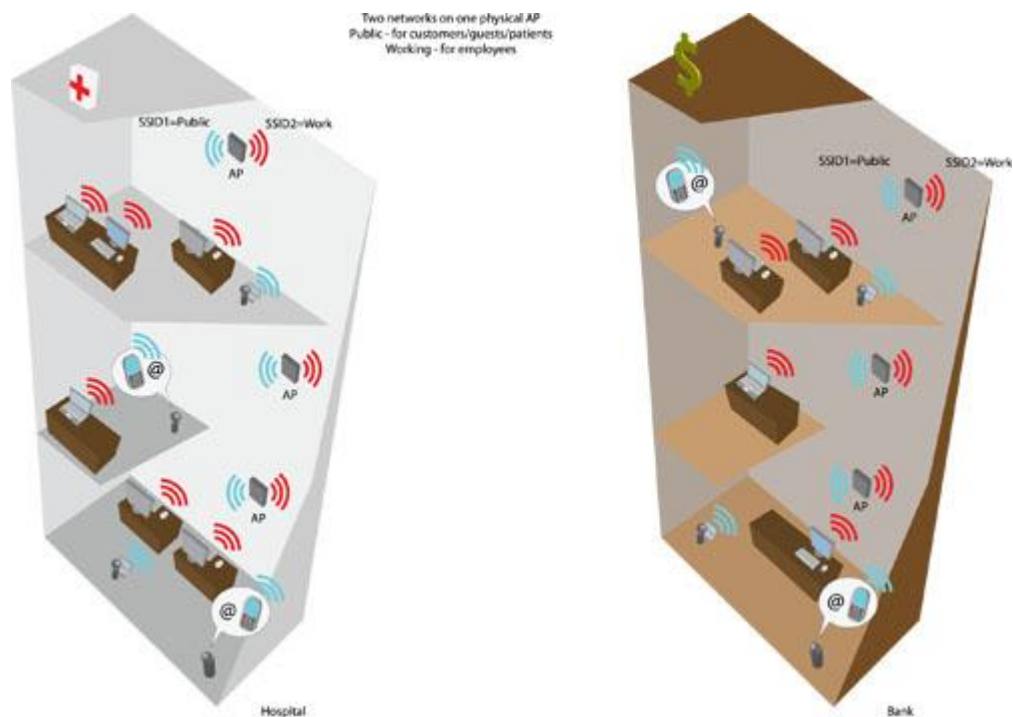 Two networks on one physical AP
Public - for customers/guests/patients
Working - for employees
SSID1=Public
SSID2=Work
AP
SSID1=Public
SSID2=Work
@
AP
@
AP
AP
AP
AP
@
@
Hospital
Bank